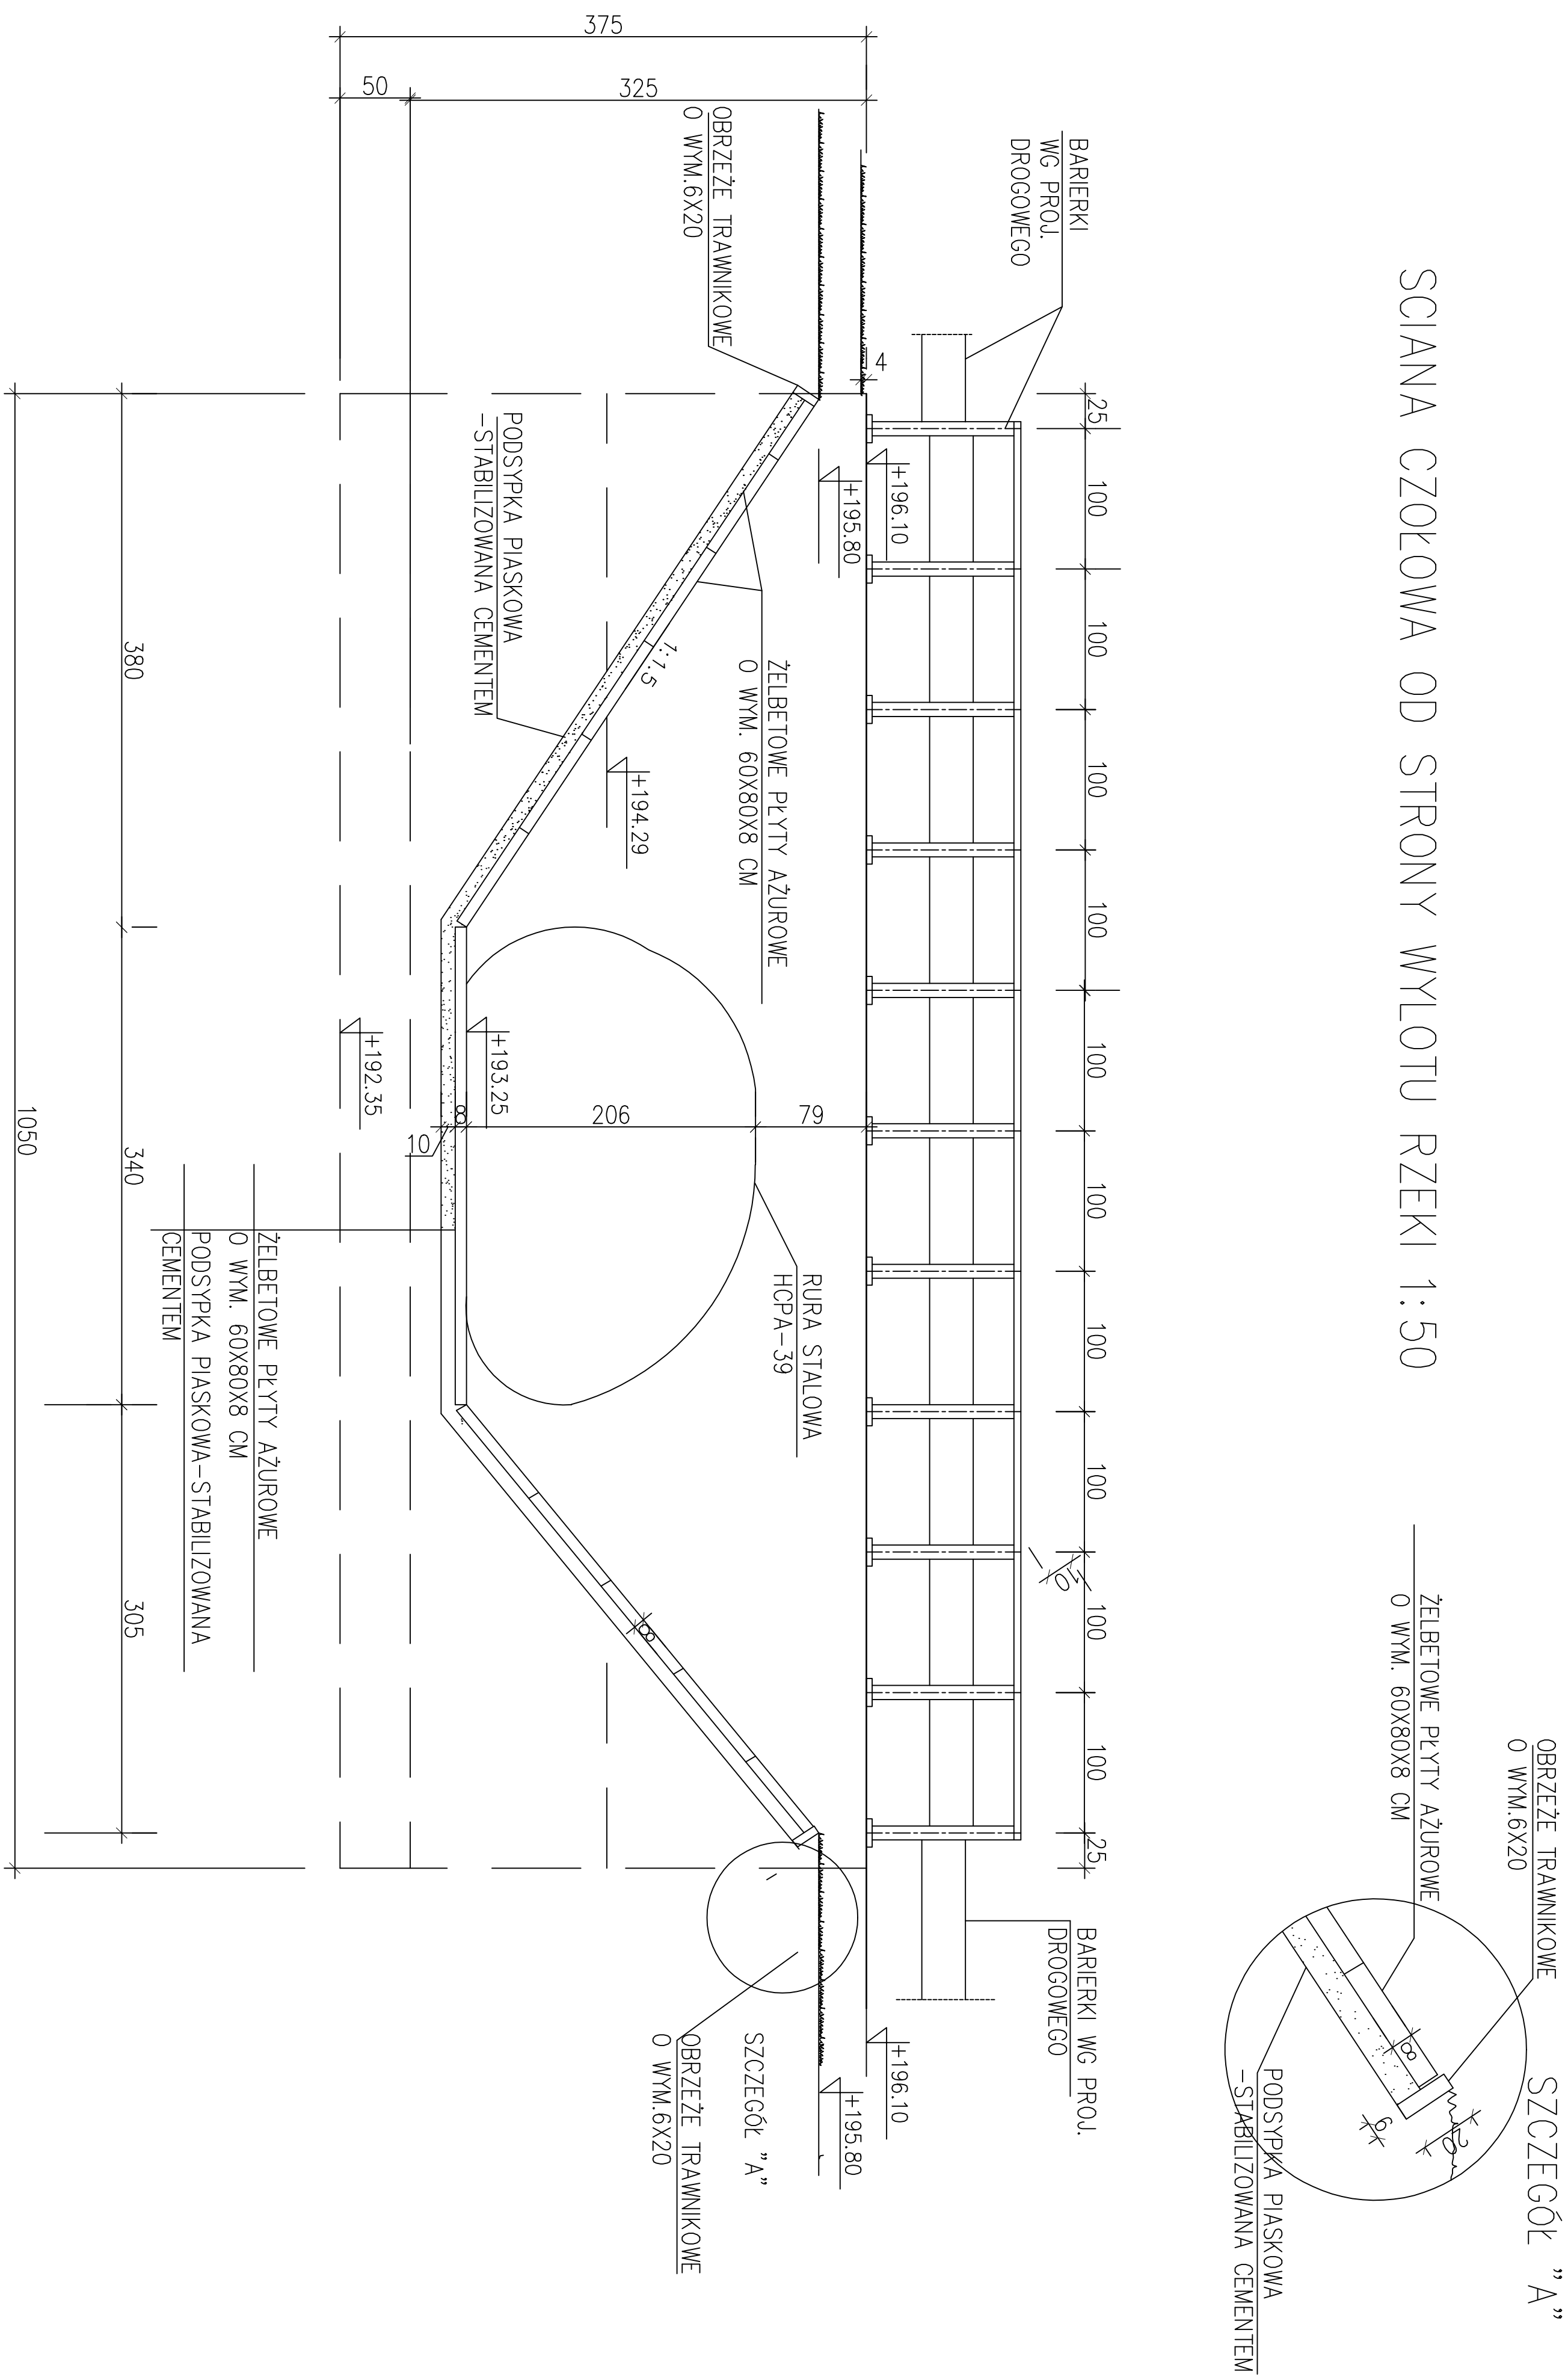 SCIANA CZOŁOWA OD STRONY WYLOTU RZEKI 1:50
SZCZEGÓŁ "A"
OBRZEŻE TRAWNIKOWE
O WYM.6X20
ŻELBETOWE PŁYTY AŻUROWE
O WYM. 60X80X8 CM
8
20
6
PODSYPKA PIASKOWA
-STABILIZOWANA CEMENTEM
BARIERKI
WG PROJ.
DROGOWEGO
25
100
100
100
100
100
100
100
100
100
100
25
10
BARIERKI WG PROJ.
DROGOWEGO
4
+196.10
+195.80
+196.10
+195.80
375
325
50
OBRZEŻE TRAWNIKOWE
O WYM.6X20
ŻELBETOWE PŁYTY AŻUROWE
O WYM. 60X80X8 CM
1:1.5
+194.29
PODSYPKA PIASKOWA
-STABILIZOWANA CEMENTEM
79
206
8
10
+193.25
+192.35
RURA STALOWA
HCPA-39
8
SZCZEGÓŁ "A"
OBRZEŻE TRAWNIKOWE
O WYM.6X20
ŻELBETOWE PŁYTY AŻUROWE
O WYM. 60X80X8 CM
PODSYPKA PIASKOWA-STABILIZOWANA
CEMENTEM
380
340
305
1050